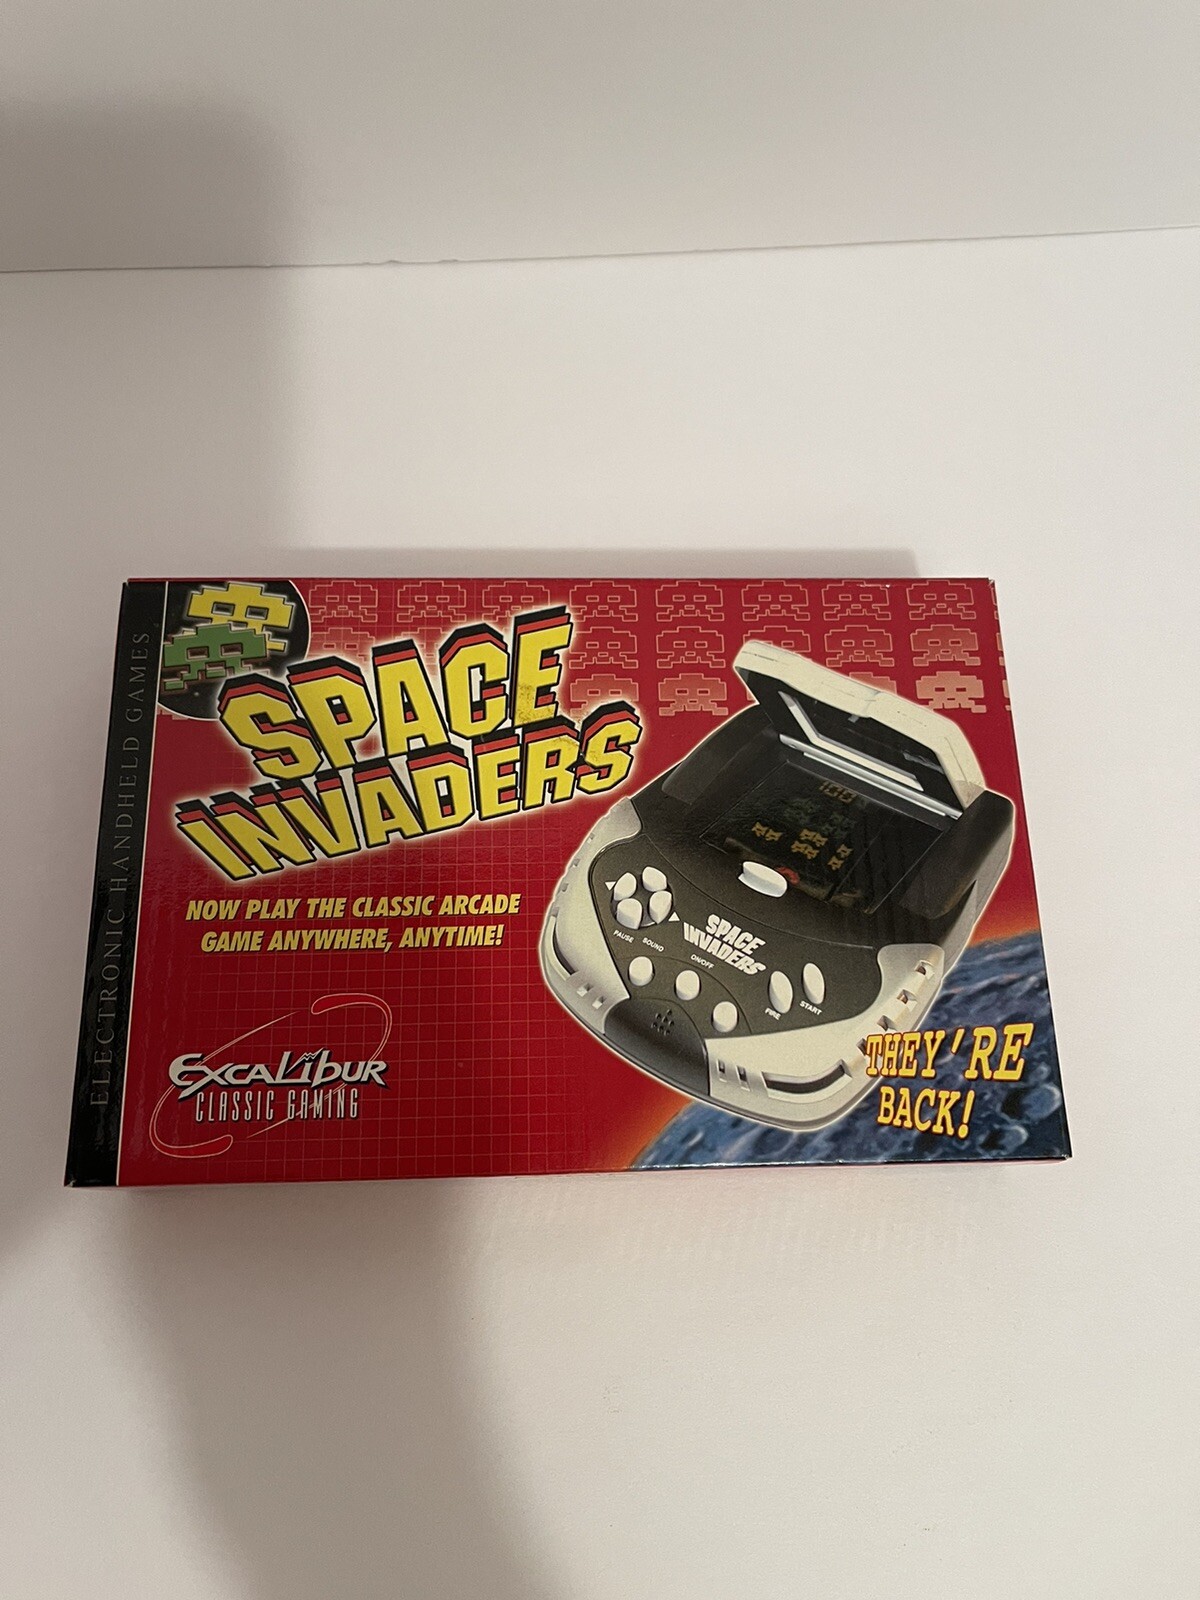 ELECTRONIC HANDHELD GAMES
SPACE
INVADERS
NOW PLAY THE CLASSIC ARCADE
GAME ANYWHERE, ANYTIME!
EXCALIBUR
CLASSIC GAMING
100
PAUSE SOUND
ON/OFF
SPACE
INVADERS
FIRE
START
THEY'RE
BACK!